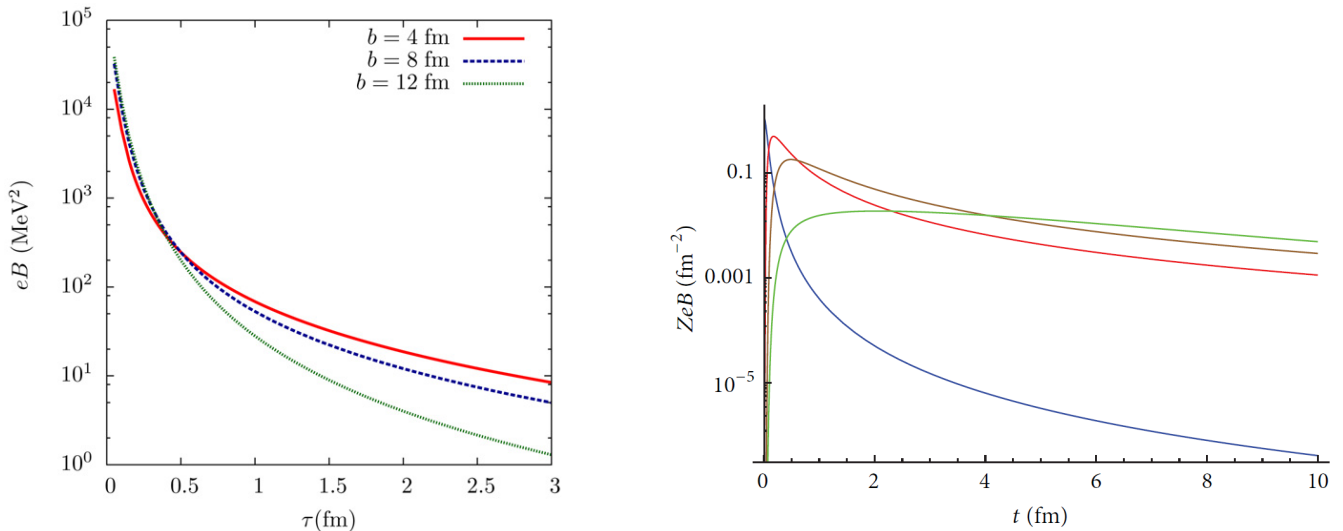 10^5
10^4
10^3
10^2
10^1
10^0
eB (MeV^2)
b = 4 fm
b = 8 fm
b = 12 fm
0 0.5 1 1.5 2 2.5 3
τ(fm)
0.1
0.001
10^−5
ZeB (fm^−2)
0 2 4 6 8 10
t (fm)